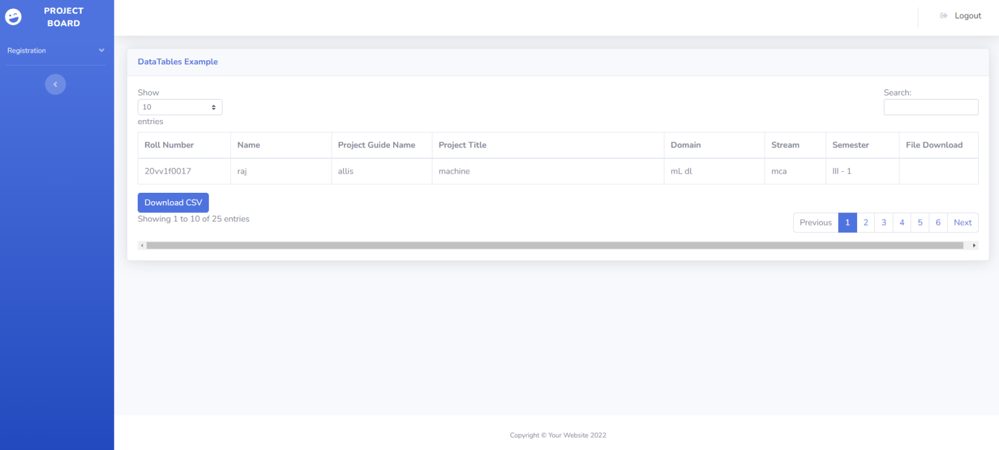 PROJECT
BOARD
Logout
Registration
DataTables Example
Show
Search:
10
entries
Roll Number Name Project Guide Name Project Title Domain Stream Semester File Download
20vv1f0017 raj allis machine mL dl mca III - 1
Download CSV
Showing 1 to 10 of 25 entries
Previous 1 2 3 4 5 6 Next
Copyright © Your Website 2022